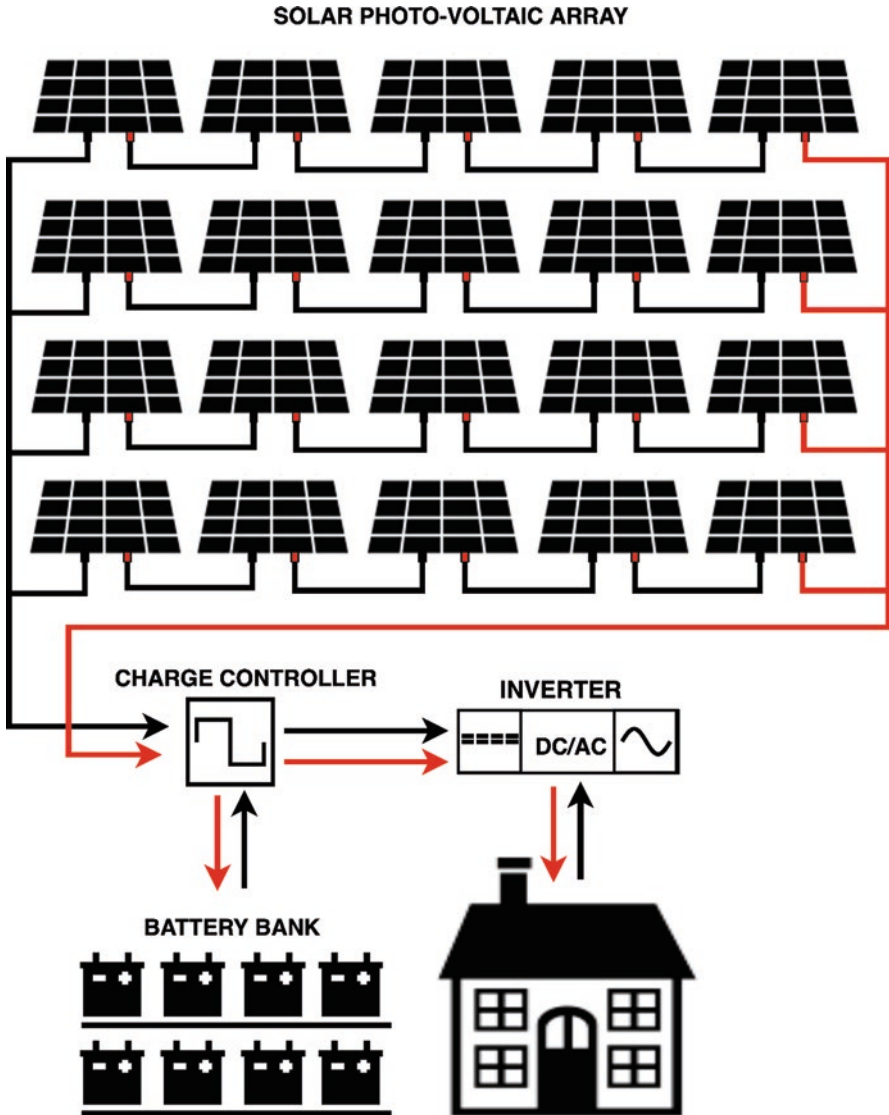 SOLAR PHOTO-VOLTAIC ARRAY
CHARGE CONTROLLER
INVERTER
DC/AC
BATTERY BANK